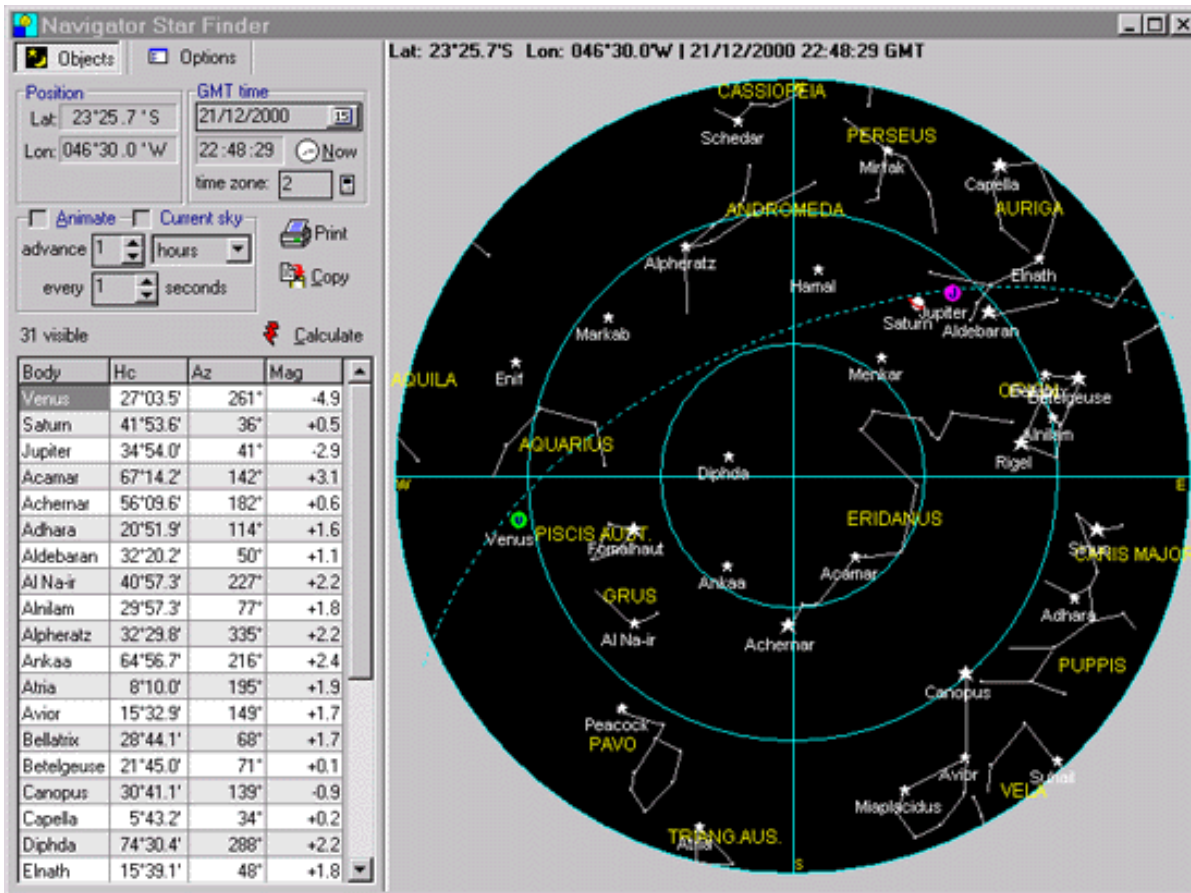 Navigator Star Finder
Objects Options
Position
Lat: 23°25.7 ' S
Lon: 046°30.0 'W
GMT time
21/12/2000 15
22:48:29 Now
time zone: 2
Animate Current sky
advance 1 hours
every 1 seconds
Print
Copy
31 visible Calculate
Body Hc Az Mag
Venus 27°03.5' 261° -4.9
Saturn 41°53.6' 36° +0.5
Jupiter 34°54.0' 41° -2.9
Acamar 67°14.2' 142° +3.1
Achernar 56°09.6' 182° +0.6
Adhara 20°51.9' 114° +1.6
Aldebaran 32°20.2' 50° +1.1
Al Na-ir 40°57.3' 227° +2.2
Alnilam 29°57.3' 77° +1.8
Alpheratz 32°29.8' 335° +2.2
Ankaa 64°56.7' 216° +2.4
Atria 8°10.0' 195° +1.9
Avior 15°32.9' 149° +1.7
Bellatrix 28°44.1' 68° +1.7
Betelgeuse 21°45.0' 71° +0.1
Canopus 30°41.1' 139° -0.9
Capella 5°43.2' 34° +0.2
Diphda 74°30.4' 288° +2.2
Elnath 15°39.1' 48° +1.8
Lat: 23°25.7'S Lon: 046°30.0'W | 21/12/2000 22:48:29 GMT
CASSIOPEIA
Schedar
PERSEUS
Mirfak
Capella
AURIGA
ANDROMEDA
Alpheratz
Hamal
Elnath
J
Saturn
Jupiter
Aldebaran
Markab
Menkar
Enif
AQUILA
ORION
Betelgeuse
Alnilam
Rigel
AQUARIUS
Diphda
W
E
Venus
PISCIS AUST.
Fomalhaut
ERIDANUS
Sirius
CANIS MAJOR
Ankaa
Acamar
GRUS
Al Na-ir
Achernar
Adhara
PUPPIS
Canopus
Peacock
PAVO
Avior
Suhail
VELA
Miaplacidus
TRIANG.AUS.
Atria
S